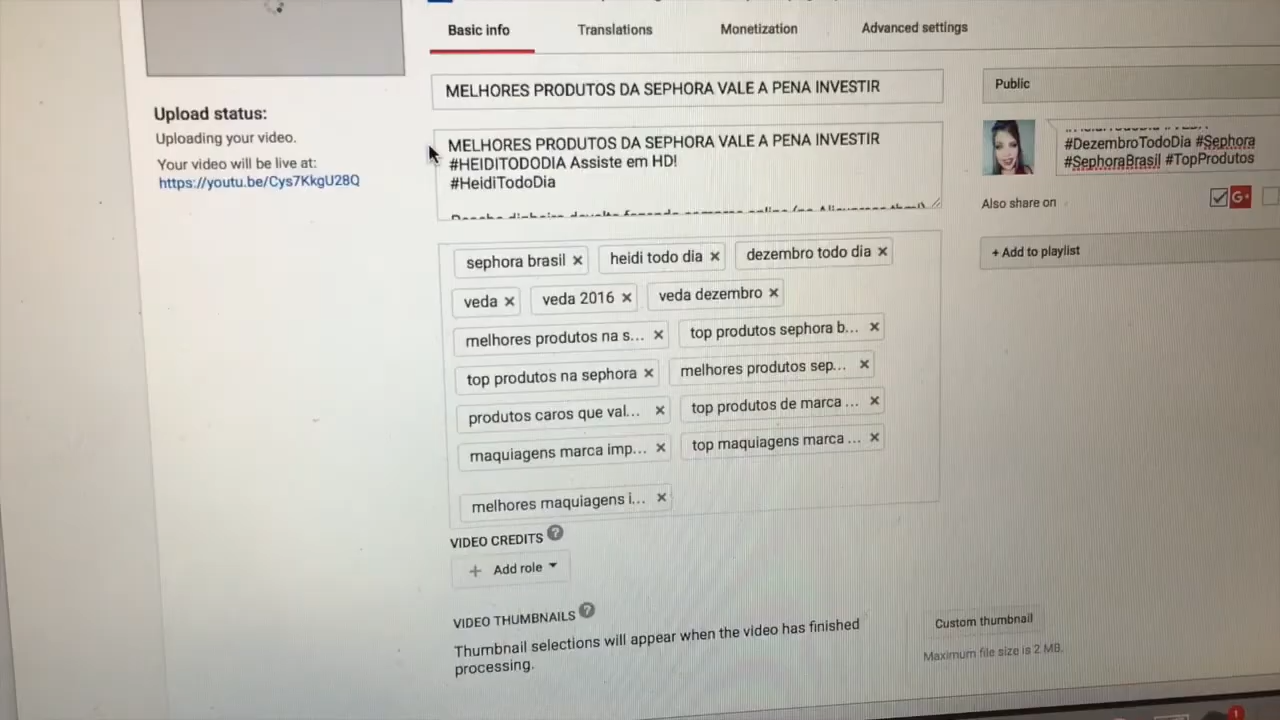 Basic info
Translations
Monetization
Advanced settings
MELHORES PRODUTOS DA SEPHORA VALE A PENA INVESTIR
Public
Upload status:
Uploading your video.
Your video will be live at:
https://youtu.be/Cys7KkgU28Q
MELHORES PRODUTOS DA SEPHORA VALE A PENA INVESTIR
#HEIDITODODIA Assiste em HD!
#HeidiTodoDia
#DezembroTodoDia #Sephora
#SephoraBrasil #TopProdutos
Also share on
G+
+ Add to playlist
sephora brasil × heidi todo dia × dezembro todo dia ×
veda × veda 2016 × veda dezembro ×
melhores produtos na s... × top produtos sephora b... ×
top produtos na sephora × melhores produtos sep... ×
produtos caros que val... × top produtos de marca ... ×
maquiagens marca imp... × top maquiagens marca ... ×
melhores maquiagens i... ×
VIDEO CREDITS ?
+ Add role
VIDEO THUMBNAILS ?
Thumbnail selections will appear when the video has finished
processing.
Custom thumbnail
Maximum file size is 2 MB.
1